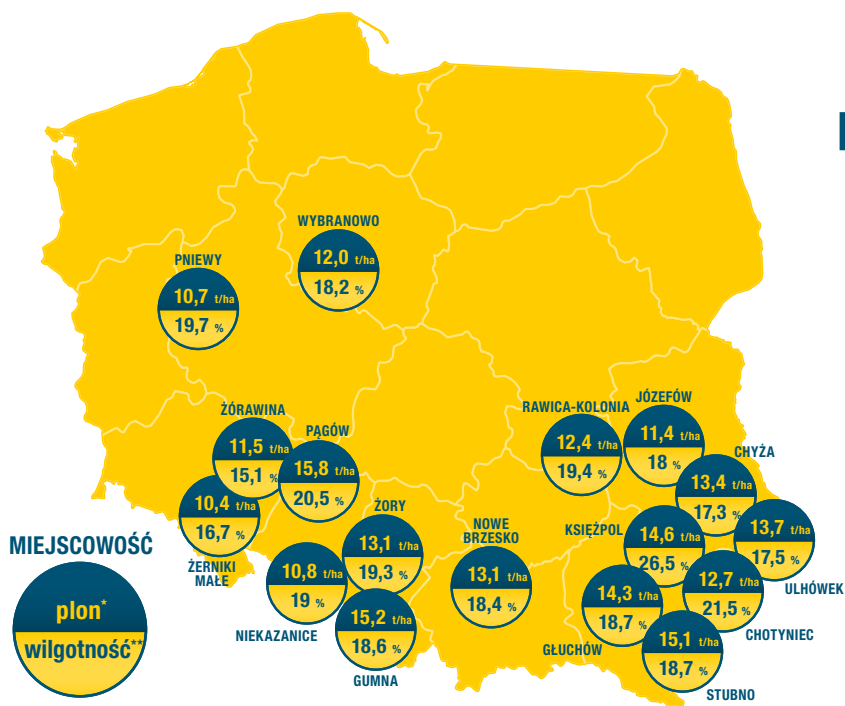 WYBRANOWO
12,0 t/ha
18,2 %
PNIEWY
10,7 t/ha
19,7 %
ŻÓRAWINA
11,5 t/ha
15,1 %
PĄGÓW
15,8 t/ha
20,5 %
10,4 t/ha
16,7 %
ŻERNIKI
MAŁE
ŻORY
13,1 t/ha
19,3 %
10,8 t/ha
19 %
NIEKAZANICE
15,2 t/ha
18,6 %
GUMNA
NOWE
BRZESKO
13,1 t/ha
18,4 %
RAWICA-KOLONIA
12,4 t/ha
19,4 %
JÓZEFÓW
11,4 t/ha
18 %
CHYŻA
13,4 t/ha
17,3 %
KSIĘŻPOL
14,6 t/ha
26,5 %
13,7 t/ha
17,5 %
ULHÓWEK
12,7 t/ha
21,5 %
CHOTYNIEC
14,3 t/ha
18,7 %
GŁUCHÓW
15,1 t/ha
18,7 %
STUBNO
MIEJSCOWOŚĆ
plon*
wilgotność**